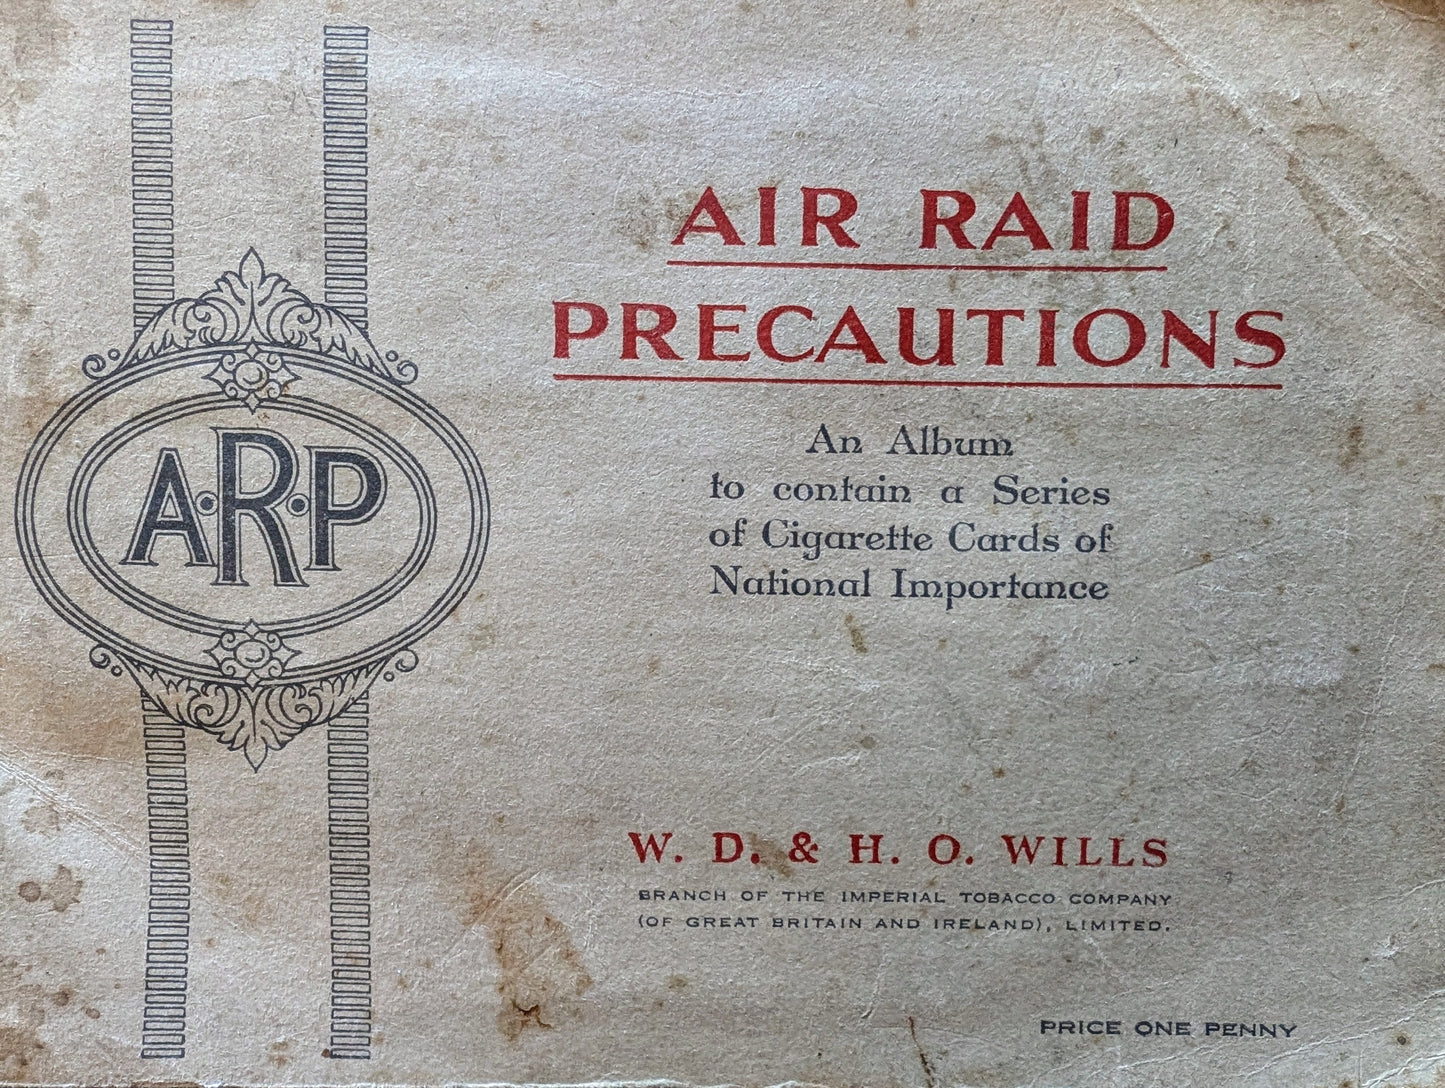 A·R·P
AIR RAID
PRECAUTIONS
An Album
to contain a Series
of Cigarette Cards of
National Importance
W. D. & H. O. WILLS
BRANCH OF THE IMPERIAL TOBACCO COMPANY
(OF GREAT BRITAIN AND IRELAND), LIMITED.
PRICE ONE PENNY